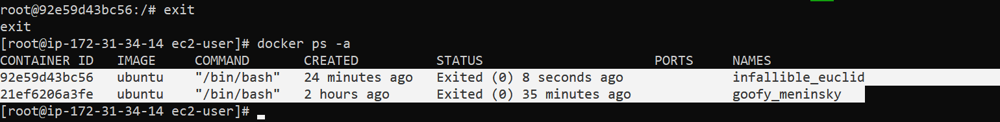 root@92e59d43bc56:/# exit
exit
[root@ip-172-31-34-14 ec2-user]# docker ps -a
CONTAINER ID   IMAGE     COMMAND       CREATED          STATUS                      PORTS     NAMES
92e59d43bc56   ubuntu    "/bin/bash"   24 minutes ago   Exited (0) 8 seconds ago              infallible_euclid
21ef6206a3fe   ubuntu    "/bin/bash"   2 hours ago      Exited (0) 35 minutes ago             goofy_meninsky
[root@ip-172-31-34-14 ec2-user]#